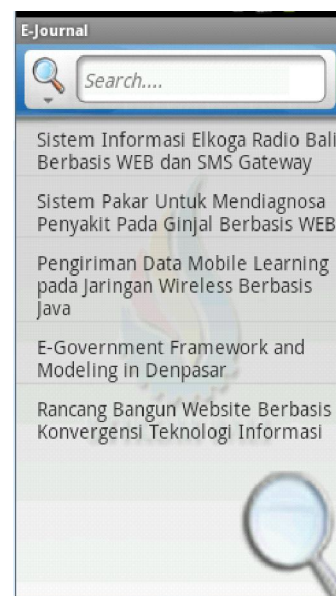 E-Journal
Search....
Sistem Informasi Elkoga Radio Bali
Berbasis WEB dan SMS Gateway
Sistem Pakar Untuk Mendiagnosa
Penyakit Pada Ginjal Berbasis WEB
Pengiriman Data Mobile Learning
pada Jaringan Wireless Berbasis
Java
E-Government Framework and
Modeling in Denpasar
Rancang Bangun Website Berbasis
Konvergensi Teknologi Informasi